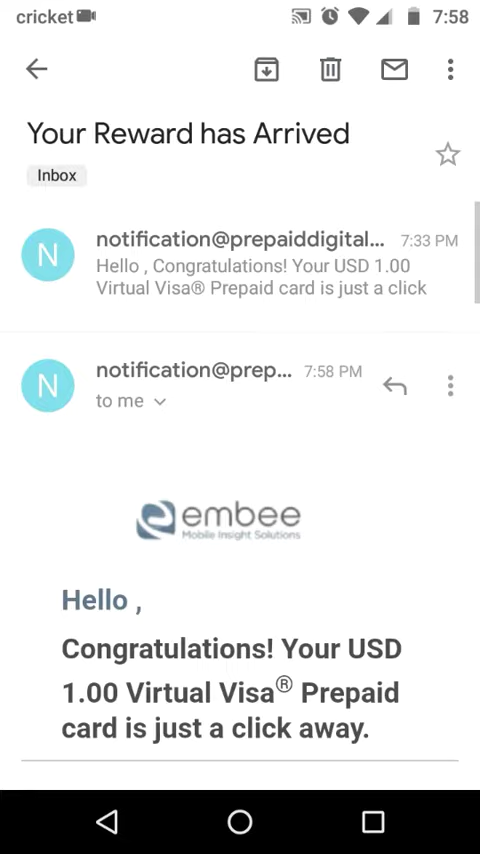 cricket
7:58
Your Reward has Arrived
Inbox
N
notification@prepaiddigital... 7:33 PM
Hello , Congratulations! Your USD 1.00
Virtual Visa® Prepaid card is just a click
N
notification@prep... 7:58 PM
to me
embee
Mobile Insight Solutions
Hello ,
Congratulations! Your USD
1.00 Virtual Visa® Prepaid
card is just a click away.